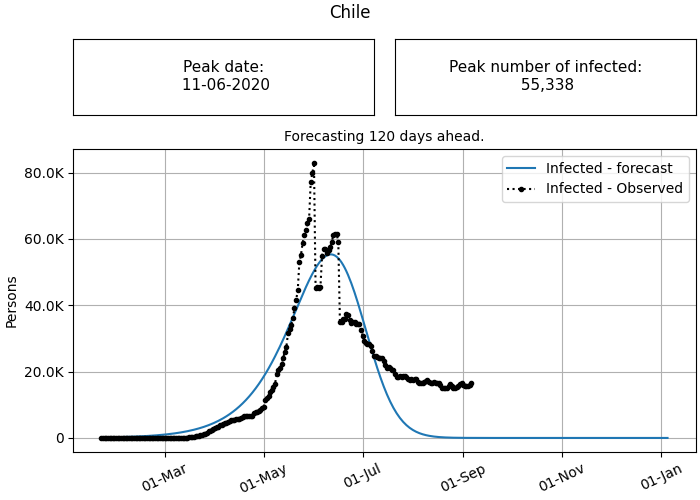 Chile
Peak date:
11-06-2020
Peak number of infected:
55,338
Forecasting 120 days ahead.
Infected - forecast
Infected - Observed
80.0K
60.0K
40.0K
20.0K
0
Persons
01-Mar
01-May
01-Jul
01-Sep
01-Nov
01-Jan